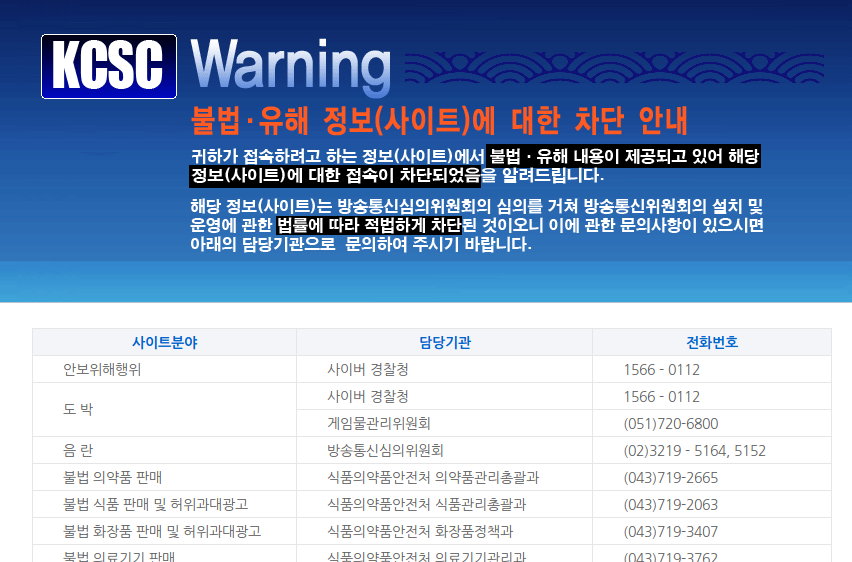 KCSC Warning
불법·유해 정보(사이트)에 대한 차단 안내
귀하가 접속하려고 하는 정보(사이트)에서 불법·유해 내용이 제공되고 있어 해당
정보(사이트)에 대한 접속이 차단되었음을 알려드립니다.
해당 정보(사이트)는 방송통신심의위원회의 심의를 거쳐 방송통신위원회의 설치 및
운영에 관한 법률에 따라 적법하게 차단된 것이오니 이에 관한 문의사항이 있으시면
아래의 담당기관으로 문의하여 주시기 바랍니다.
사이트분야 담당기관 전화번호
안보위해행위 사이버 경찰청 1566 - 0112
도 박 사이버 경찰청 1566 - 0112
게임물관리위원회 (051)720-6800
음 란 방송통신심의위원회 (02)3219 - 5164, 5152
불법 의약품 판매 식품의약품안전처 의약품관리총괄과 (043)719-2665
불법 식품 판매 및 허위과대광고 식품의약품안전처 식품관리총괄과 (043)719-2063
불법 화장품 판매 및 허위과대광고 식품의약품안전처 화장품정책과 (043)719-3407
불법 의료기기 판매 식품의약품안전처 의료기기관리과 (043)719-3762